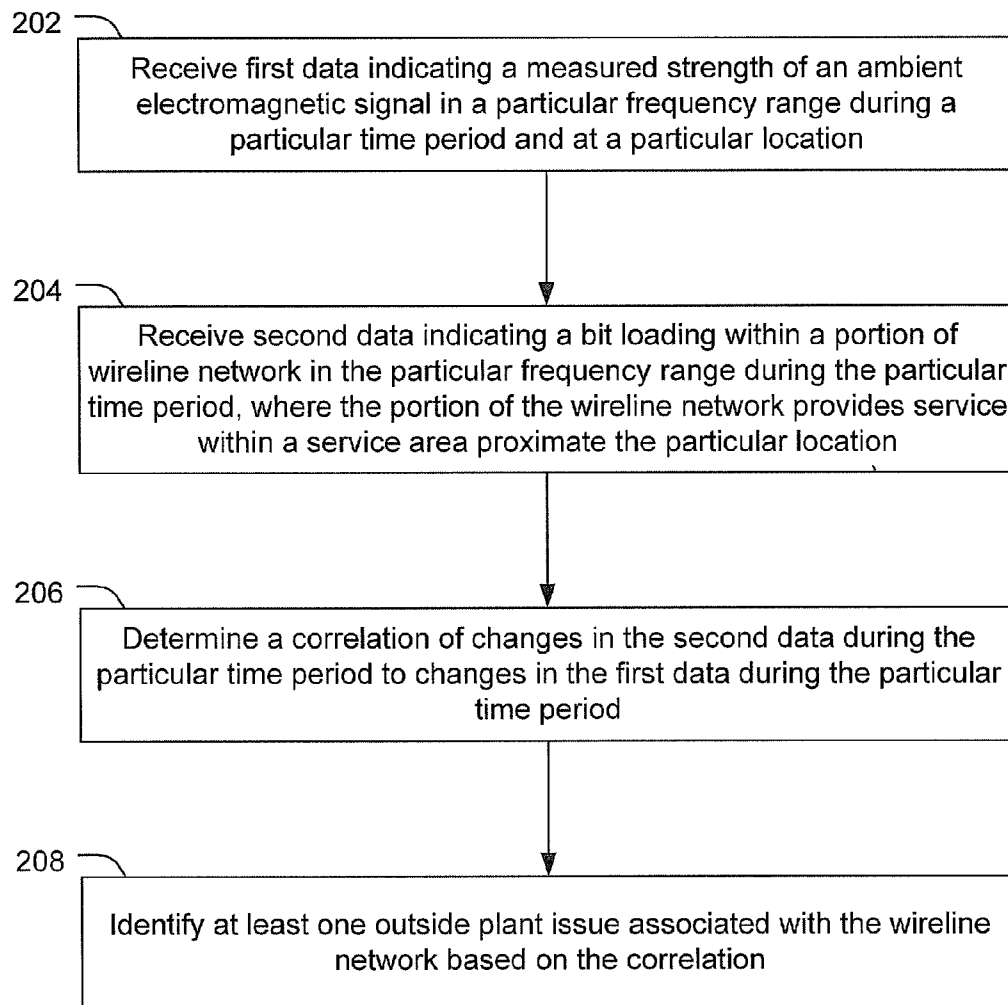 202
Receive first data indicating a measured strength of an ambient
electromagnetic signal in a particular frequency range during a
particular time period and at a particular location
204
Receive second data indicating a bit loading within a portion of
wireline network in the particular frequency range during the particular
time period, where the portion of the wireline network provides service
within a service area proximate the particular location
206
Determine a correlation of changes in the second data during the
particular time period to changes in the first data during the particular
time period
208
Identify at least one outside plant issue associated with the wireline
network based on the correlation